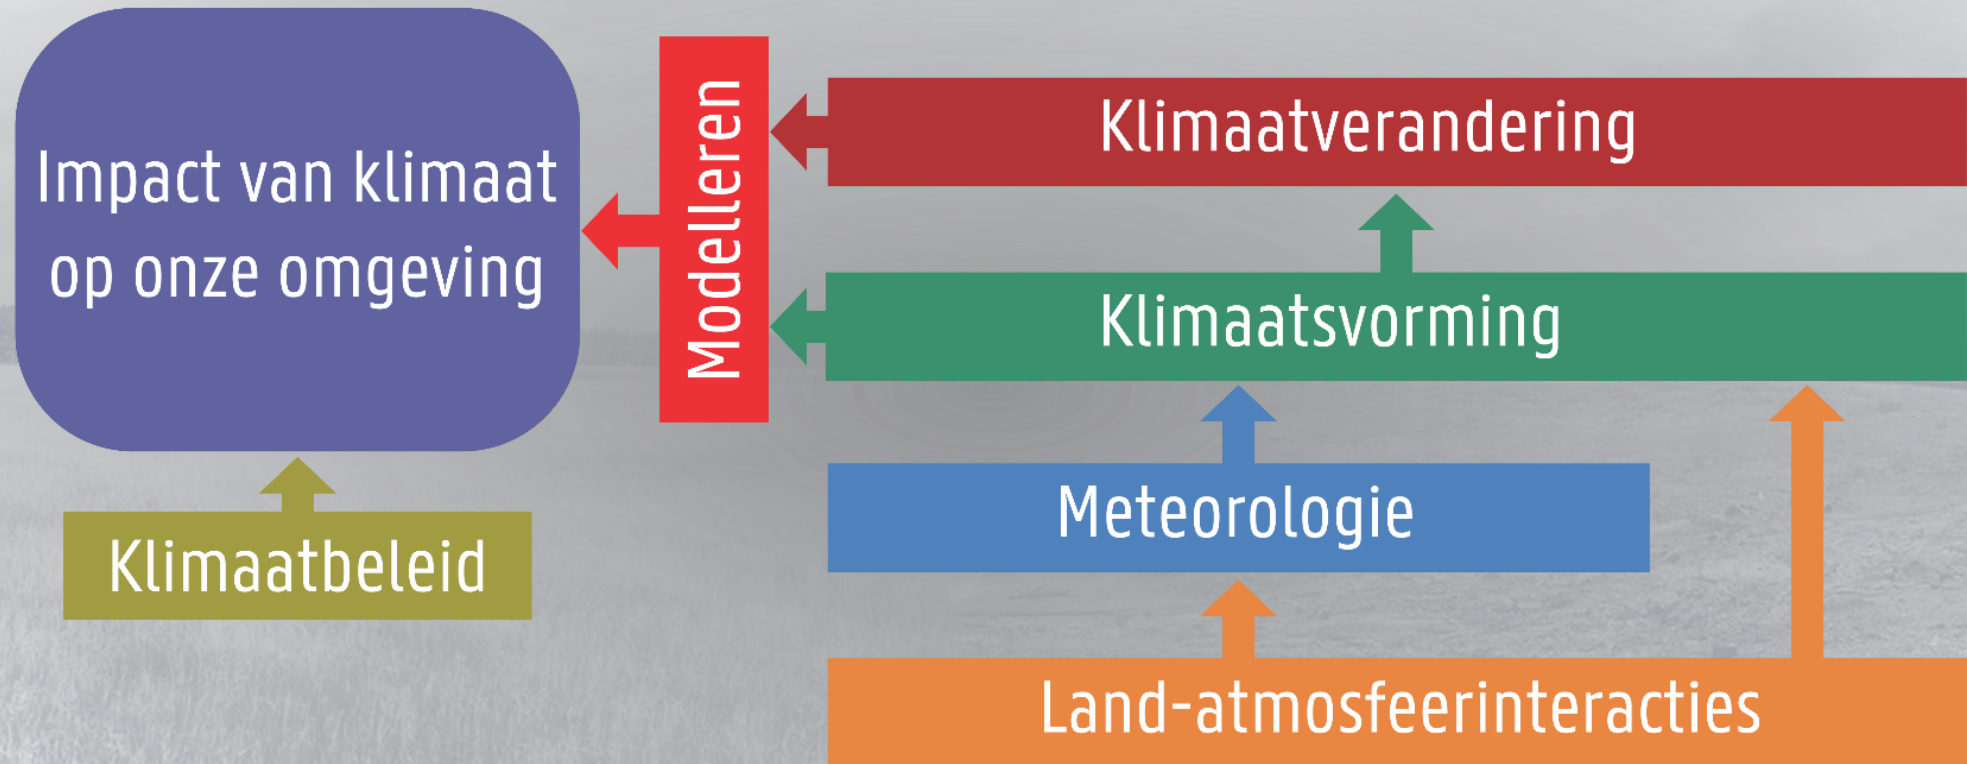 Impact van klimaat
op onze omgeving
Klimaatbeleid
Modelleren
Klimaatverandering
Klimaatsvorming
Meteorologie
Land-atmosfeerinteracties